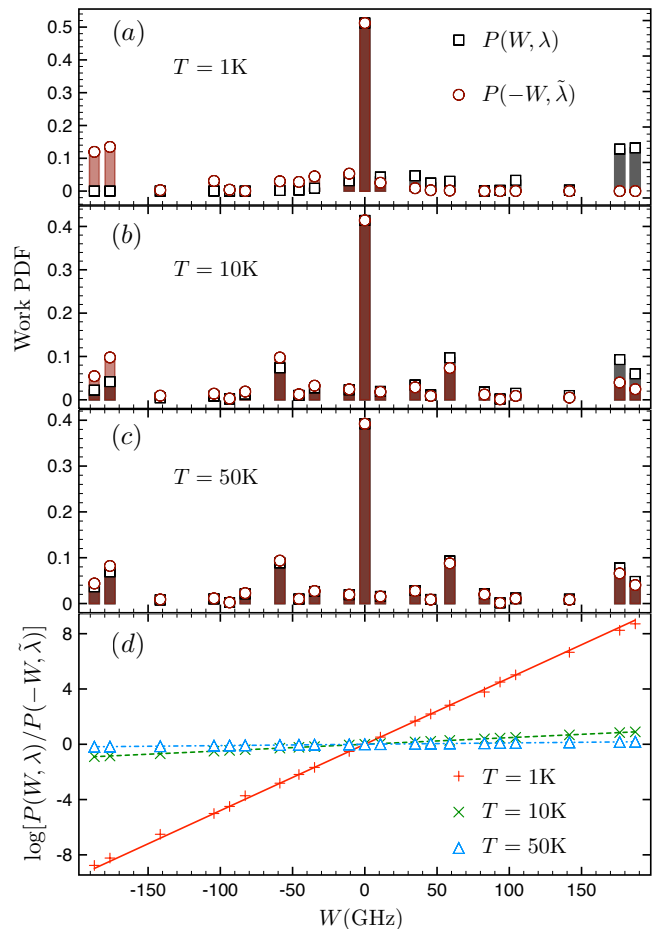 0.5
0.4
0.3
0.2
0.1
0
(a)
T = 1K
P(W, λ)
P(−W, λ̃)
Work PDF
0.4
0.3
0.2
0.1
0
(b)
T = 10K
0.4
0.3
0.2
0.1
0
(c)
T = 50K
log[P(W, λ)/P(−W, λ̃)]
8
4
0
-4
-8
(d)
T = 1K
T = 10K
T = 50K
-150 -100 -50 0 50 100 150
W(GHz)